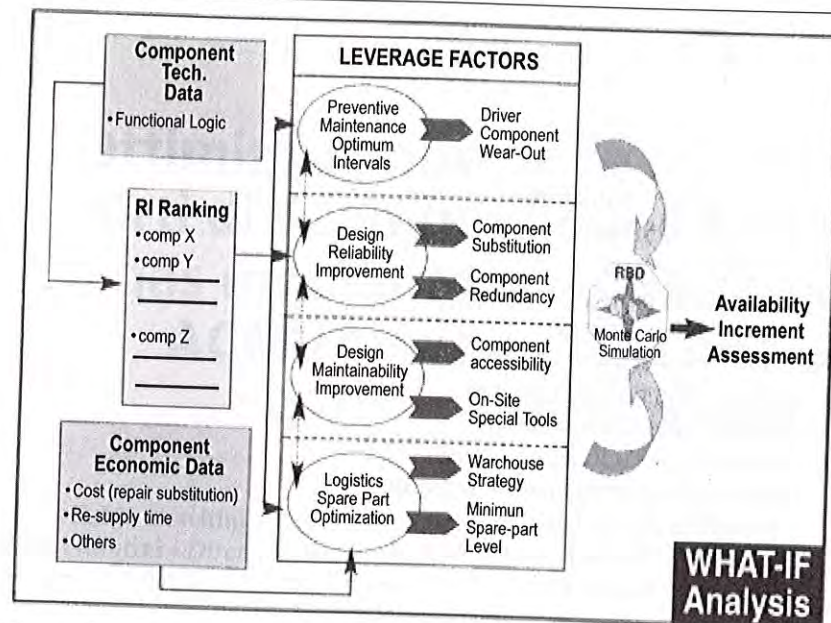 Component
Tech.
Data
• Functional Logic
RI Ranking
• comp X
• comp Y
• comp Z
Component
Economic Data
• Cost (repair substitution)
• Re-supply time
• Others
LEVERAGE FACTORS
Preventive
Maintenance
Optimum
Intervals
Driver
Component
Wear-Out
Design
Reliability
Improvement
Component
Substitution
Component
Redundancy
Design
Maintainability
Improvement
Component
accessibility
On-Site
Special Tools
Logistics
Spare Part
Optimization
Warchouse
Strategy
Minimun
Spare-part
Level
RBD
Monte Carlo
Simulation
Availability
Increment
Assessment
WHAT-IF
Analysis